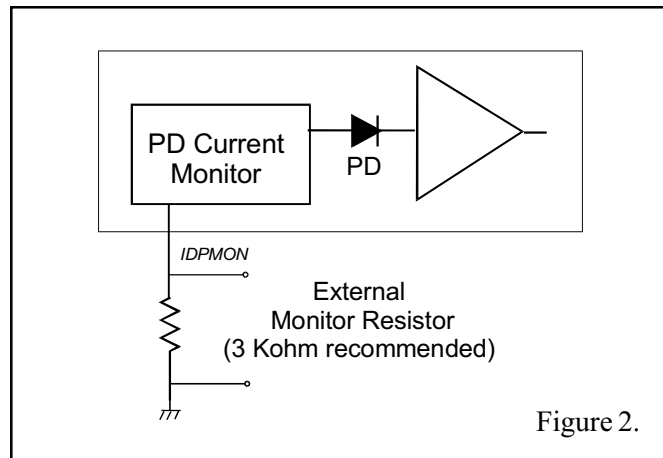 PD Current
Monitor
PD
IDPMON
External
Monitor Resistor
(3 Kohm recommended)
Figure 2.